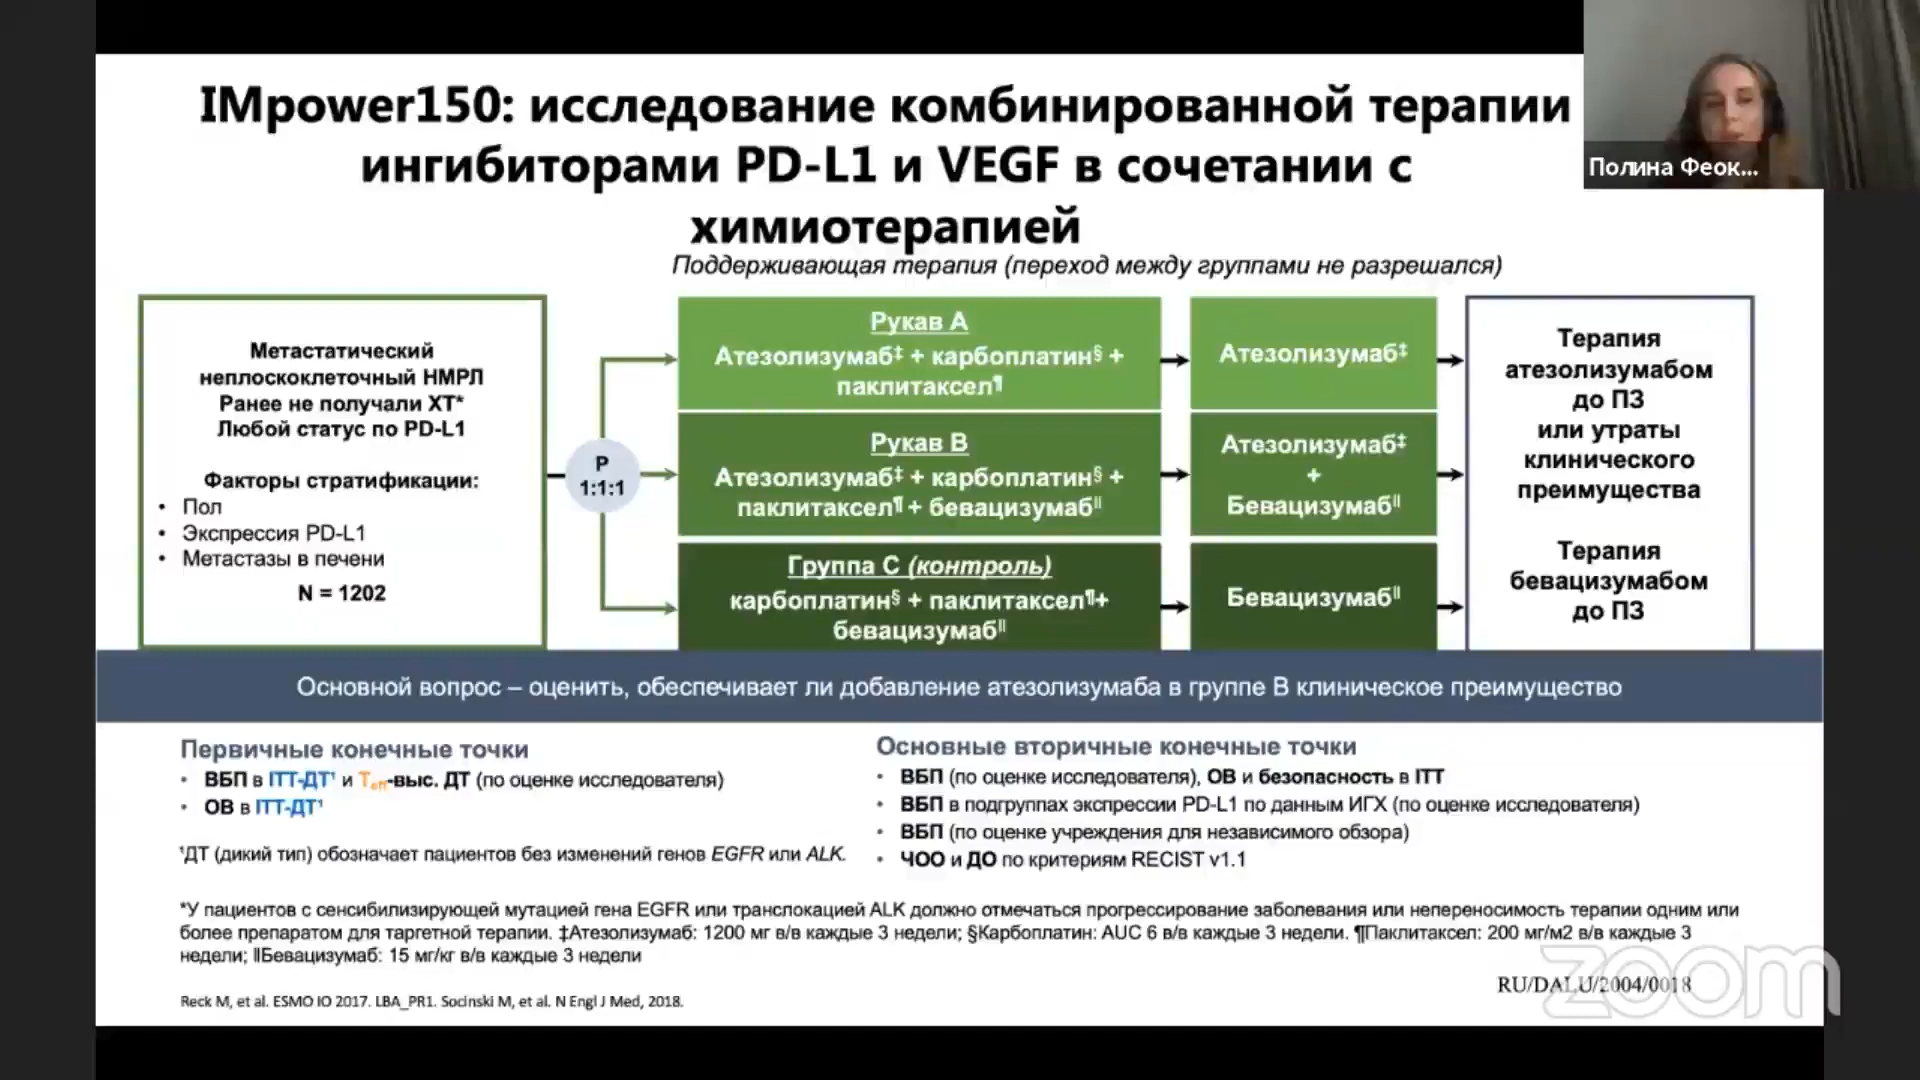 IMpower150: исследование комбинированной терапии
ингибиторами PD-L1 и VEGF в сочетании с
химиотерапией
Полина Феок...
Поддерживающая терапия (переход между группами не разрешался)
Метастатический
неплоскоклеточный НМРЛ
Ранее не получали ХТ*
Любой статус по PD-L1
Факторы стратификации:
• Пол
• Экспрессия PD-L1
• Метастазы в печени
N = 1202
Р
1:1:1
Рукав А
Атезолизумаб‡ + карбоплатин§ +
паклитаксел¶
Атезолизумаб‡
Рукав В
Атезолизумаб‡ + карбоплатин§ +
паклитаксел¶ + бевацизумаб‖
Атезолизумаб‡
+
Бевацизумаб‖
Группа С (контроль)
карбоплатин§ + паклитаксел¶+
бевацизумаб‖
Бевацизумаб‖
Терапия
атезолизумабом
до ПЗ
или утраты
клинического
преимущества
Терапия
бевацизумабом
до ПЗ
Основной вопрос – оценить, обеспечивает ли добавление атезолизумаба в группе В клиническое преимущество
Первичные конечные точки
• ВБП в ITT-ДТ¹ и Teff-выс. ДТ (по оценке исследователя)
• ОВ в ITT-ДТ¹
¹ДТ (дикий тип) обозначает пациентов без изменений генов EGFR или ALK.
Основные вторичные конечные точки
• ВБП (по оценке исследователя), ОВ и безопасность в ITT
• ВБП в подгруппах экспрессии PD-L1 по данным ИГХ (по оценке исследователя)
• ВБП (по оценке учреждения для независимого обзора)
• ЧОО и ДО по критериям RECIST v1.1
*У пациентов с сенсибилизирующей мутацией гена EGFR или транслокацией ALK должно отмечаться прогрессирование заболевания или непереносимость терапии одним или
более препаратом для таргетной терапии. ‡Атезолизумаб: 1200 мг в/в каждые 3 недели; §Карбоплатин: AUC 6 в/в каждые 3 недели. ¶Паклитаксел: 200 мг/м2 в/в каждые 3
недели; ‖Бевацизумаб: 15 мг/кг в/в каждые 3 недели
RU/DALU/2004/0018
zoom
Reck M, et al. ESMO IO 2017. LBA_PR1. Socinski M, et al. N Engl J Med, 2018.